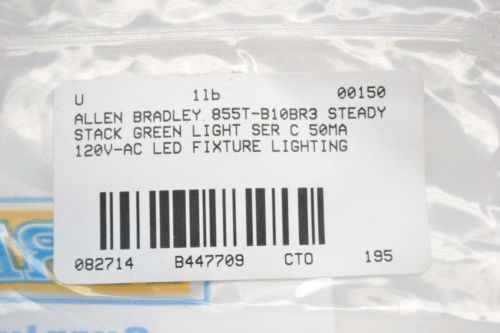 U 1lb 00150
ALLEN BRADLEY 855T-B10BR3 STEADY
STACK GREEN LIGHT SER C 50MA
120V-AC LED FIXTURE LIGHTING
082714 B447709 CTO 195